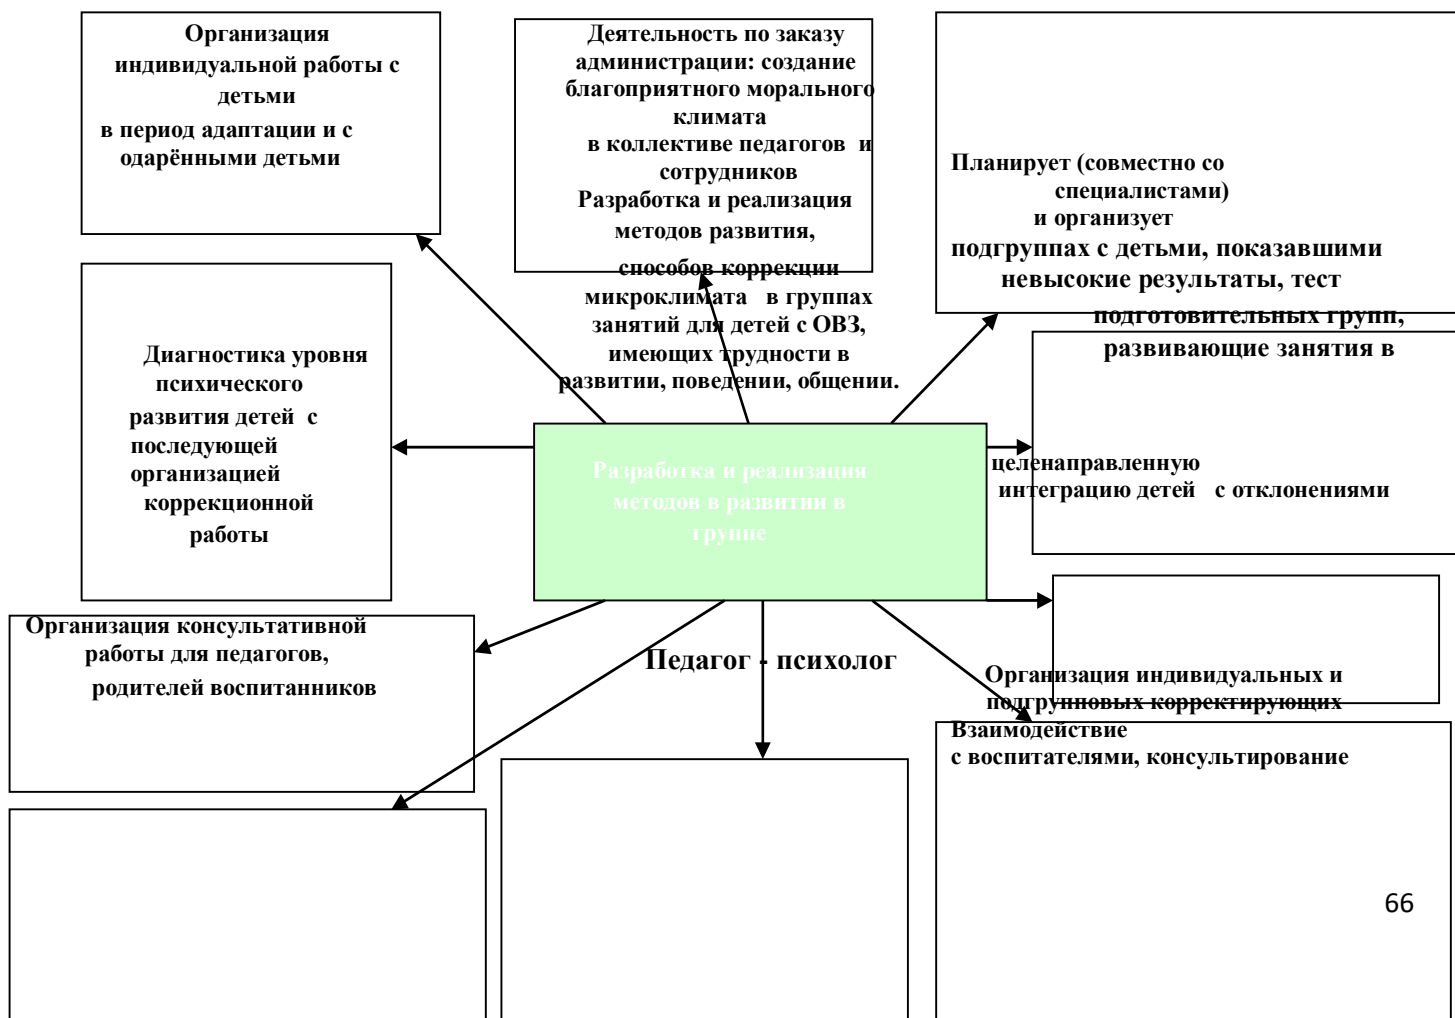 Организация
индивидуальной работы с
детьми
в период адаптации и с
одарёнными детьми
Деятельность по заказу
администрации: создание
благоприятного морального
климата
в коллективе педагогов и
сотрудников
Разработка и реализация
методов развития,
способов коррекции
микроклимата в группах
занятий для детей с ОВЗ,
имеющих трудности в
развитии, поведении, общении.
Планирует (совместно со
специалистами)
и организует
подгруппах с детьми, показавшими
невысокие результаты, тест
подготовительных групп,
развивающие занятия в
Диагностика уровня
психического
развития детей с
последующей
организацией
коррекционной
работы
Разработка и реализация
методов в развитии в
группе
целенаправленную
интеграцию детей с отклонениями
Организация консультативной
работы для педагогов,
родителей воспитанников
Педагог - психолог
Организация индивидуальных и
подгрупповых корректирующих
Взаимодействие
с воспитателями, консультирование
66